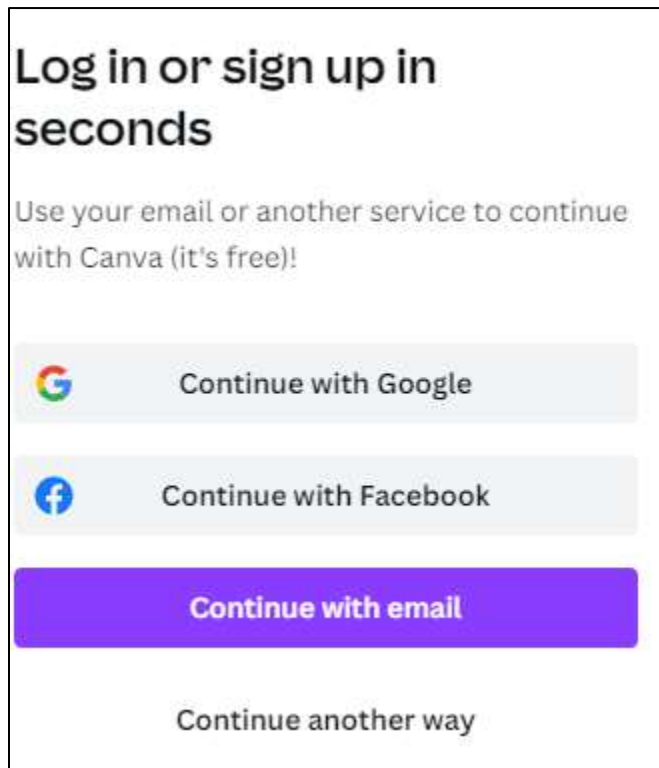 Log in or sign up in
seconds
Use your email or another service to continue
with Canva (it's free)!
Continue with Google
Continue with Facebook
Continue with email
Continue another way